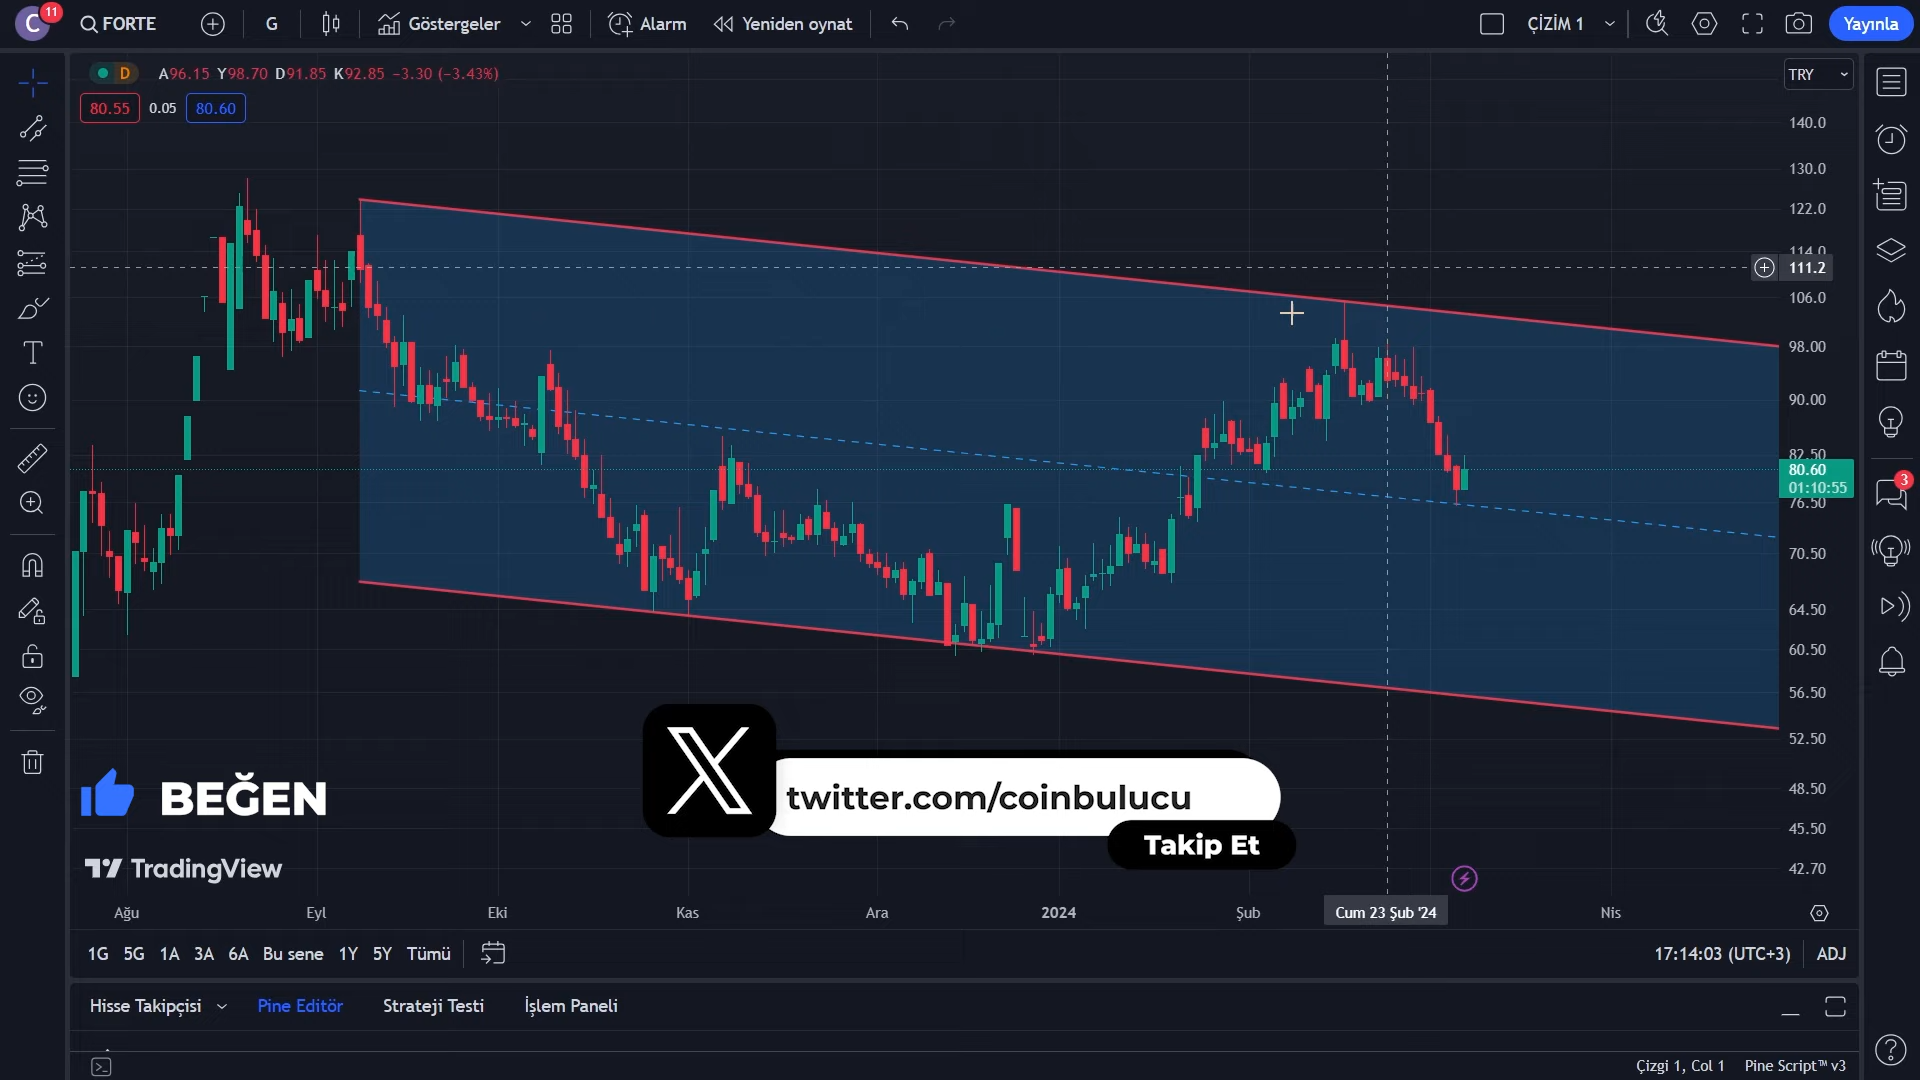 C
11
FORTE
G
Göstergeler
Alarm
Yeniden oynat
ÇİZİM 1
Yayınla
D
A96.15 Y98.70 D91.85 K92.85 −3.30 (−3.43%)
TRY
80.55
0.05
80.60
140.0
130.0
122.0
114.0
111.2
106.0
98.00
90.00
82.50
80.60
01:10:55
76.50
70.50
64.50
60.50
56.50
52.50
48.50
45.50
42.70
3
BEĞEN
twitter.com/coinbulucu
Takip Et
TradingView
Ağu
Eyl
Eki
Kas
Ara
2024
Şub
Cum 23 Şub '24
Nis
1G 5G 1A 3A 6A Bu sene 1Y 5Y Tümü
17:14:03 (UTC+3)
ADJ
Hisse Takipçisi
Pine Editör
Strateji Testi
İşlem Paneli
Çizgi 1, Col 1
Pine Script™ v3